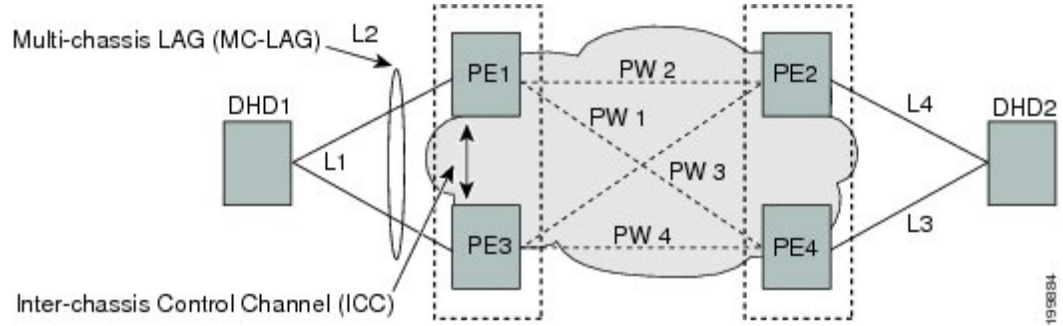 Multi-chassis LAG (MC-LAG)
L2
PE1
PW 2
PE2
DHD1
PW 1
L4
DHD2
L1
PW 3
L3
PE3
PW 4
PE4
Inter-chassis Control Channel (ICC)
199884